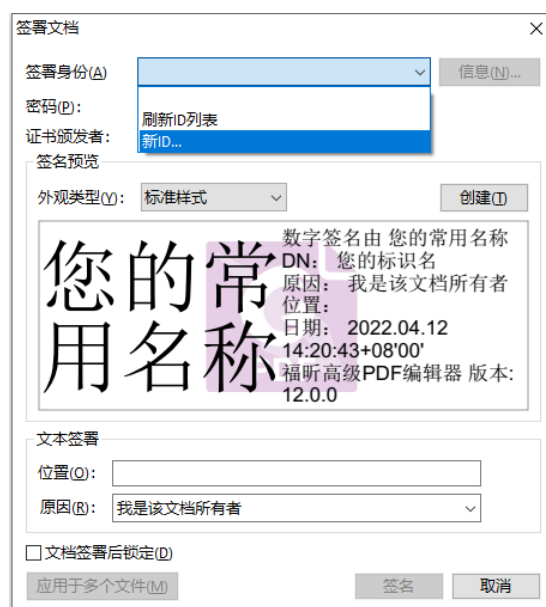 签署文档
签署身份(A)
信息(N)...
密码(P):
刷新ID列表
证书颁发者:
新ID...
签名预览
外观类型(Y):
标准样式
创建(T)
您的常
用名称
数字签名由 您的常用名称
DN: 您的标识名
原因: 我是该文档所有者
位置:
日期: 2022.04.12
14:20:43+08'00'
福昕高级PDF编辑器 版本:
12.0.0
文本签署
位置(O):
原因(R):
我是该文档所有者
文档签署后锁定(D)
应用于多个文件(M)
签名
取消